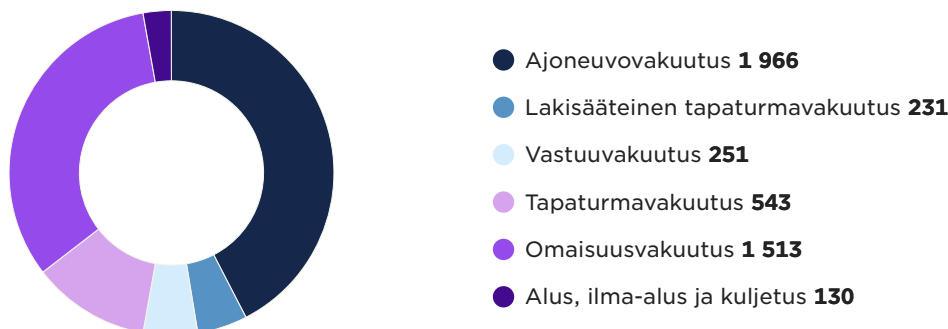 Ajoneuvovakuutus 1 966
Lakisääteinen tapaturmavakuutus 231
Vastuuvakuutus 251
Tapaturmavakuutus 543
Omaisuusvakuutus 1 513
Alus, ilma-alus ja kuljetus 130